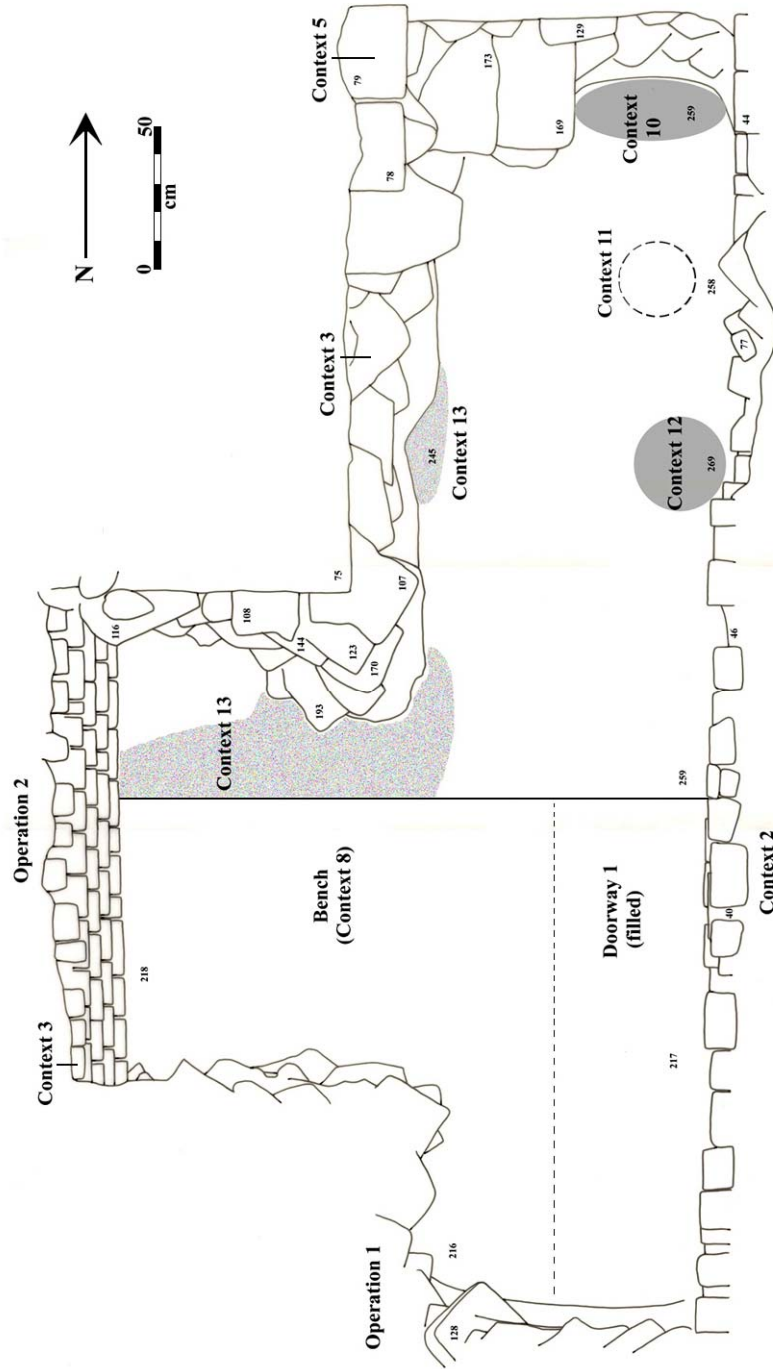 Operation 1
Operation 2
Context 3
Context 13
Context 3
Context 5
N
0
50
cm
Bench
(Context 8)
Context 13
Context 11
Context
10
Doorway 1
(filled)
Context 12
Context 2
128
216
218
116
108
144
123
193
170
75
107
245
78
79
173
129
169
259
44
258
77
269
46
259
40
217